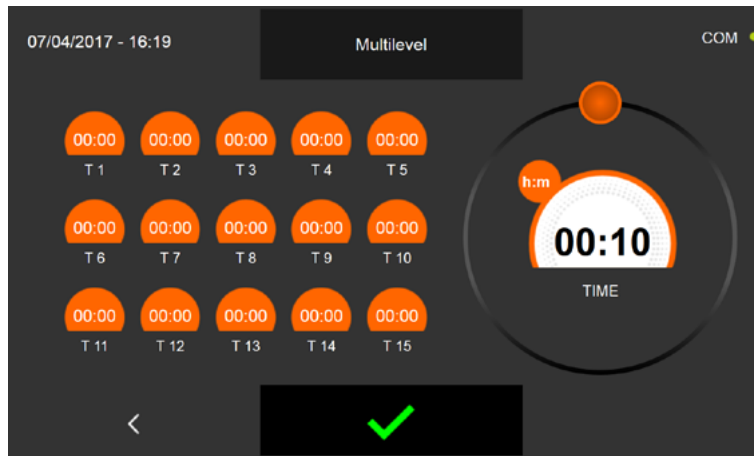 07/04/2017 - 16:19
Multilevel
COM
00:00 00:00 00:00 00:00 00:00
T 1 T 2 T 3 T 4 T 5
00:00 00:00 00:00 00:00 00:00
T 6 T 7 T 8 T 9 T 10
00:00 00:00 00:00 00:00 00:00
T 11 T 12 T 13 T 14 T 15
h:m
00:10
TIME